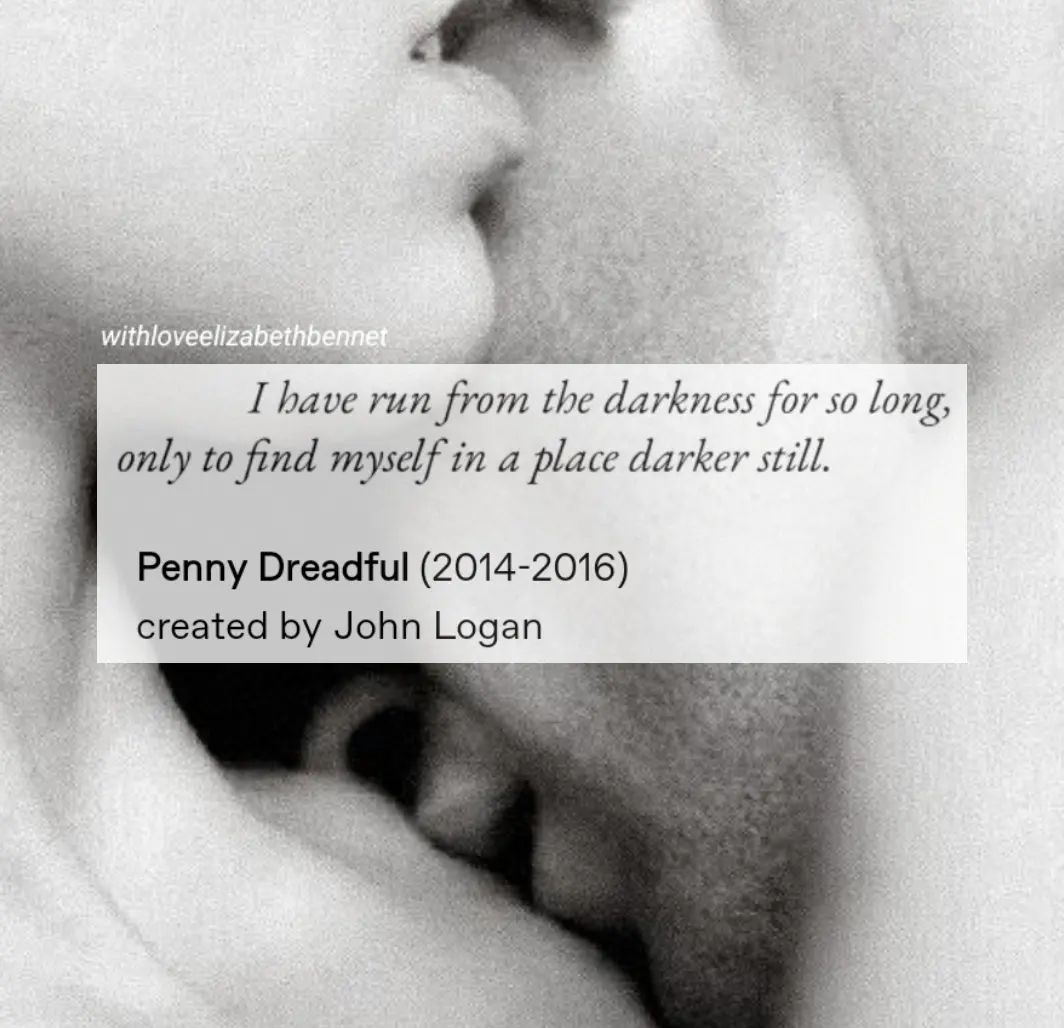 withloveelizabethbennet
I have run from the darkness for so long,
only to find myself in a place darker still.
Penny Dreadful (2014-2016)
created by John Logan